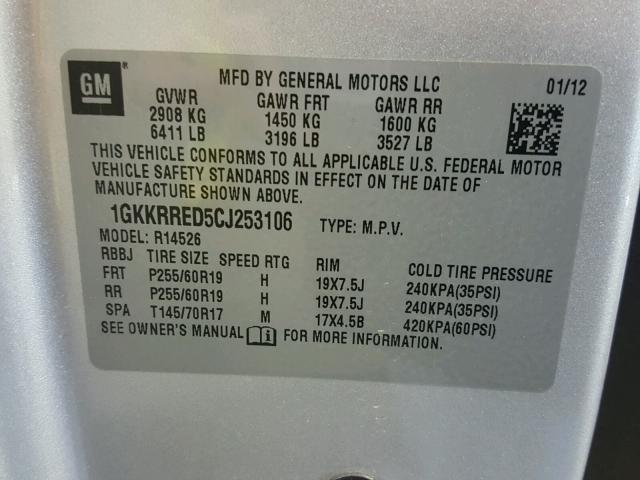 GM®
MFD BY GENERAL MOTORS LLC 01/12
GVWR GAWR FRT GAWR RR
2908 KG 1450 KG 1600 KG
6411 LB 3196 LB 3527 LB
THIS VEHICLE CONFORMS TO ALL APPLICABLE U.S. FEDERAL MOTOR
VEHICLE SAFETY STANDARDS IN EFFECT ON THE DATE OF
MANUFACTURE SHOWN ABOVE.
1GKKRRED5CJ253106 TYPE: M.P.V.
MODEL: R14526
RBBJ TIRE SIZE SPEED RTG RIM COLD TIRE PRESSURE
FRT P255/60R19 H 19X7.5J 240KPA(35PSI)
RR P255/60R19 H 19X7.5J 240KPA(35PSI)
SPA T145/70R17 M 17X4.5B 420KPA(60PSI)
SEE OWNER'S MANUAL i FOR MORE INFORMATION.